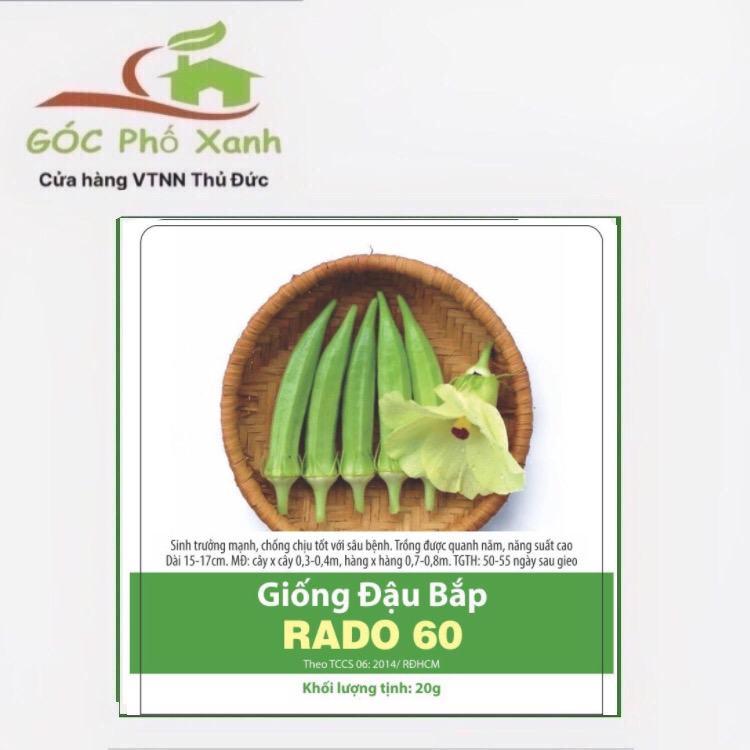 GÓC Phố Xanh
Cửa hàng VTNN Thủ Đức
Sinh trưởng mạnh, chống chịu tốt với sâu bệnh. Trồng được quanh năm, năng suất cao
Dài 15-17cm. MĐ: cây x cây 0,3-0,4m, hàng x hàng 0,7-0,8m. TGTH: 50-55 ngày sau gieo
Giống Đậu Bắp
RADO 60
Theo TCCS 06: 2014/ RĐHCM
Khối lượng tịnh: 20g